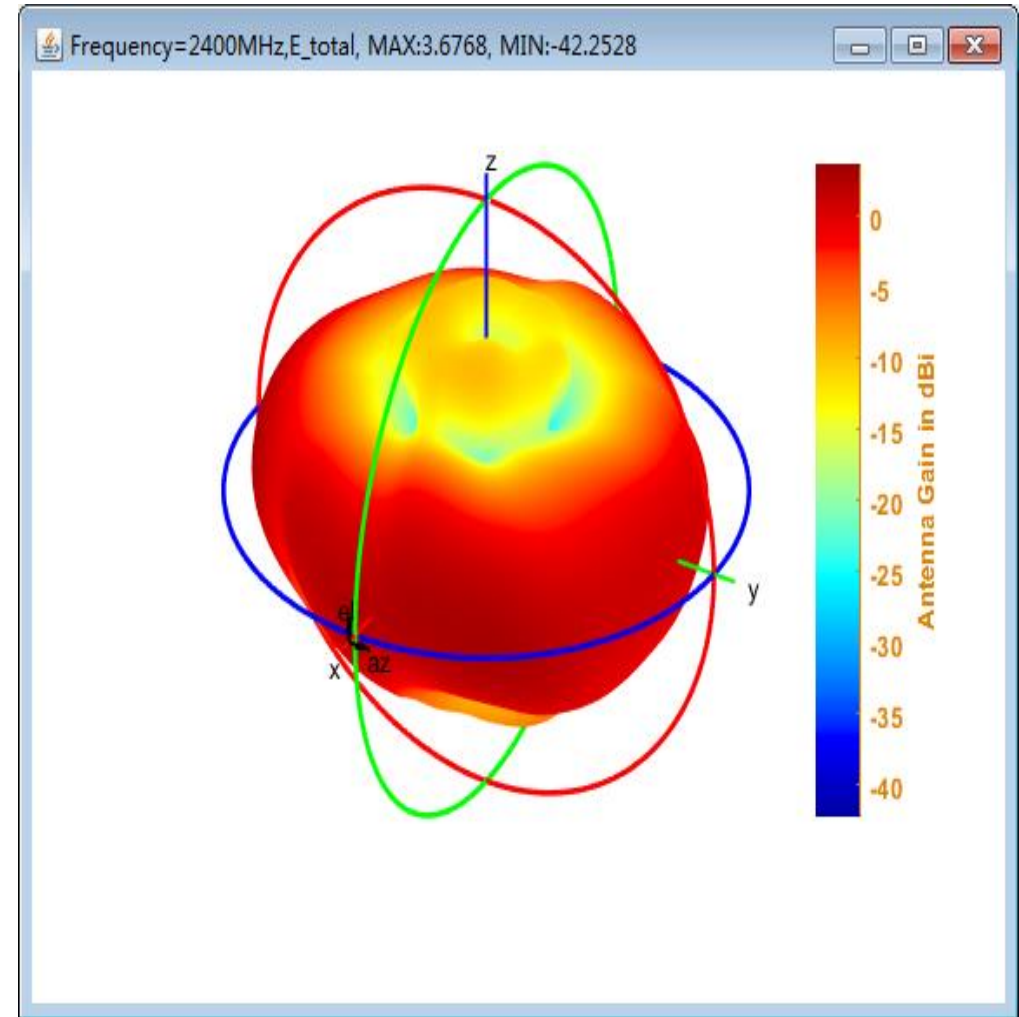 Frequency=2400MHz,E_total, MAX:3.6768, MIN:-42.2528
z
0
-5
-10
-15
-20
-25
-30
-35
-40
Antenna Gain in dBi
y
x
az